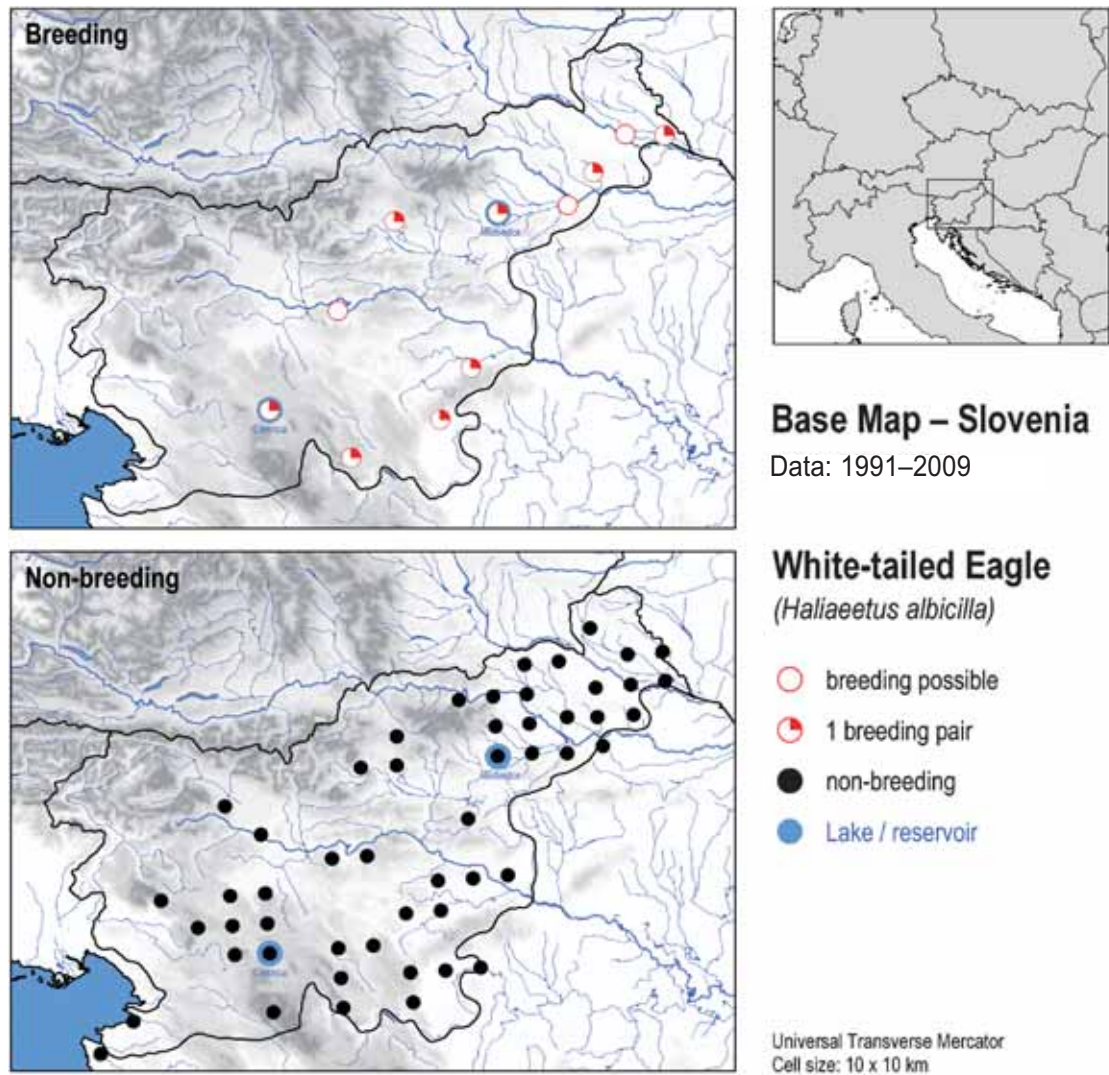 Breeding
Base Map – Slovenia
Data: 1991–2009
Non-breeding
White-tailed Eagle
(Haliaeetus albicilla)
breeding possible
1 breeding pair
non-breeding
Lake / reservoir
Universal Transverse Mercator
Cell size: 10 x 10 km